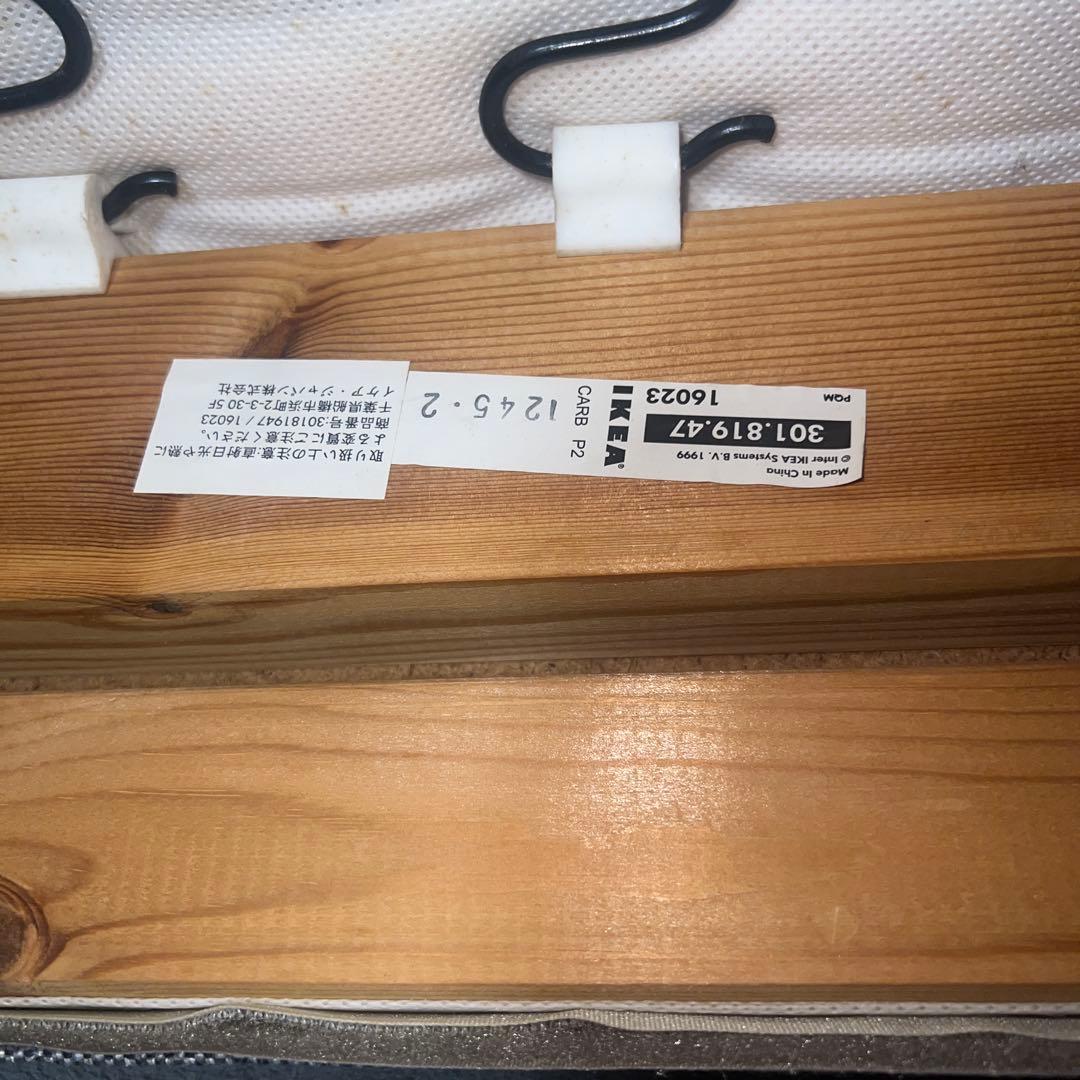 Made in China
© Inter IKEA Systems B.V. 1999
301.819.47
16023
PQM
IKEA®
CARB P2
1245・2
取り扱い上の注意:直射日光や熱に
よる変質にご注意ください。
商品番号:30181947 / 16023
千葉県船橋市浜町2-3-30 5F
イケア・ジャパン株式会社